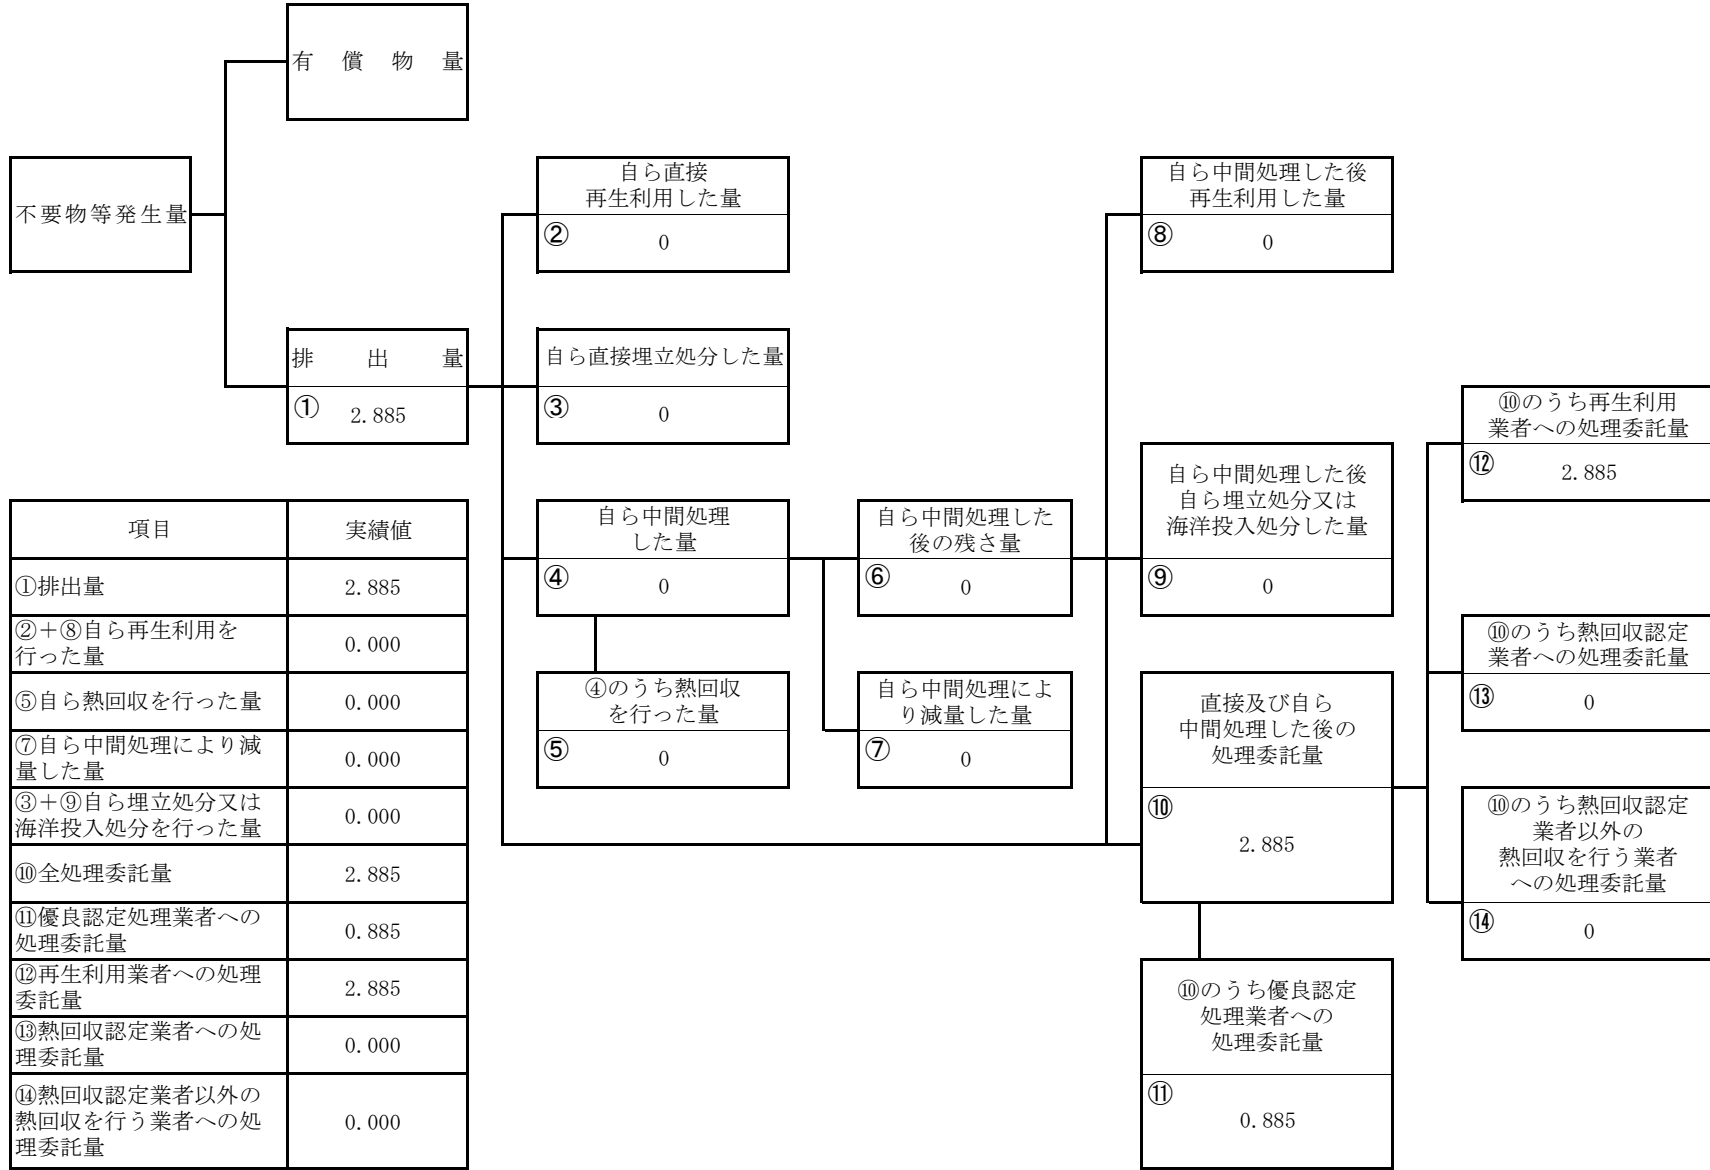 有償物量
不要物等発生量
排出量
① 2.885
自ら直接
再生利用した量
② 0
自ら直接埋立処分した量
③ 0
自ら中間処理
した量
④ 0
④のうち熱回収
を行った量
⑤ 0
自ら中間処理した
後の残さ量
⑥ 0
自ら中間処理によ
り減量した量
⑦ 0
自ら中間処理した後
再生利用した量
⑧ 0
自ら中間処理した後
自ら埋立処分又は
海洋投入処分した量
⑨ 0
直接及び自ら
中間処理した後の
処理委託量
⑩
2.885
⑩のうち優良認定
処理業者への
処理委託量
⑪
0.885
⑩のうち再生利用
業者への処理委託量
⑫ 2.885
⑩のうち熱回収認定
業者への処理委託量
⑬ 0
⑩のうち熱回収認定
業者以外の
熱回収を行う業者
への処理委託量
⑭ 0
項目 実績値
①排出量 2.885
②＋⑧自ら再生利用を
行った量 0.000
⑤自ら熱回収を行った量 0.000
⑦自ら中間処理により減
量した量 0.000
③＋⑨自ら埋立処分又は
海洋投入処分を行った量 0.000
⑩全処理委託量 2.885
⑪優良認定処理業者への
処理委託量 0.885
⑫再生利用業者への処理
委託量 2.885
⑬熱回収認定業者への処
理委託量 0.000
⑭熱回収認定業者以外の
熱回収を行う業者への処
理委託量 0.000